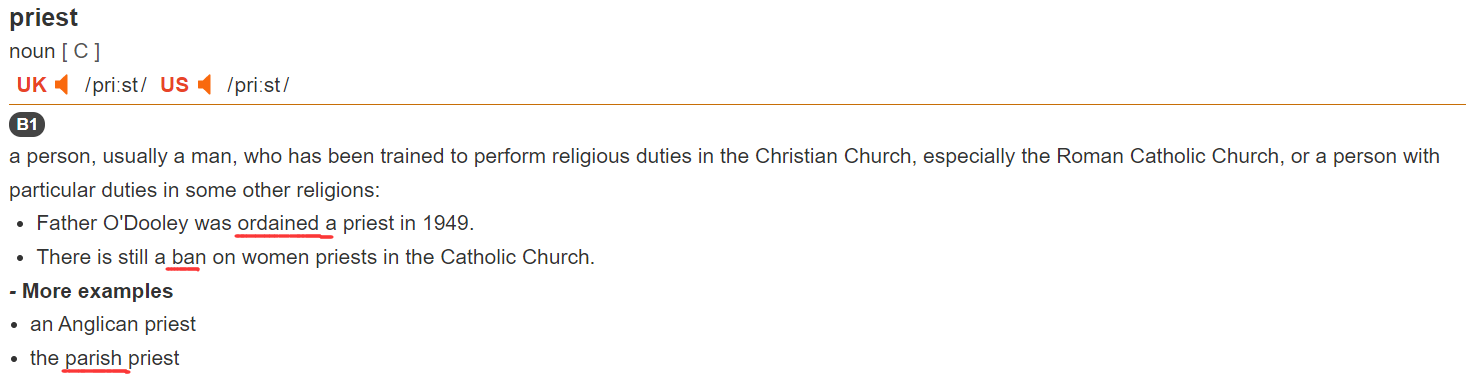 priest
noun [ C ]
UK /priːst/ US /priːst/
B1
a person, usually a man, who has been trained to perform religious duties in the Christian Church, especially the Roman Catholic Church, or a person with
particular duties in some other religions:
• Father O'Dooley was ordained a priest in 1949.
• There is still a ban on women priests in the Catholic Church.
- More examples
• an Anglican priest
• the parish priest